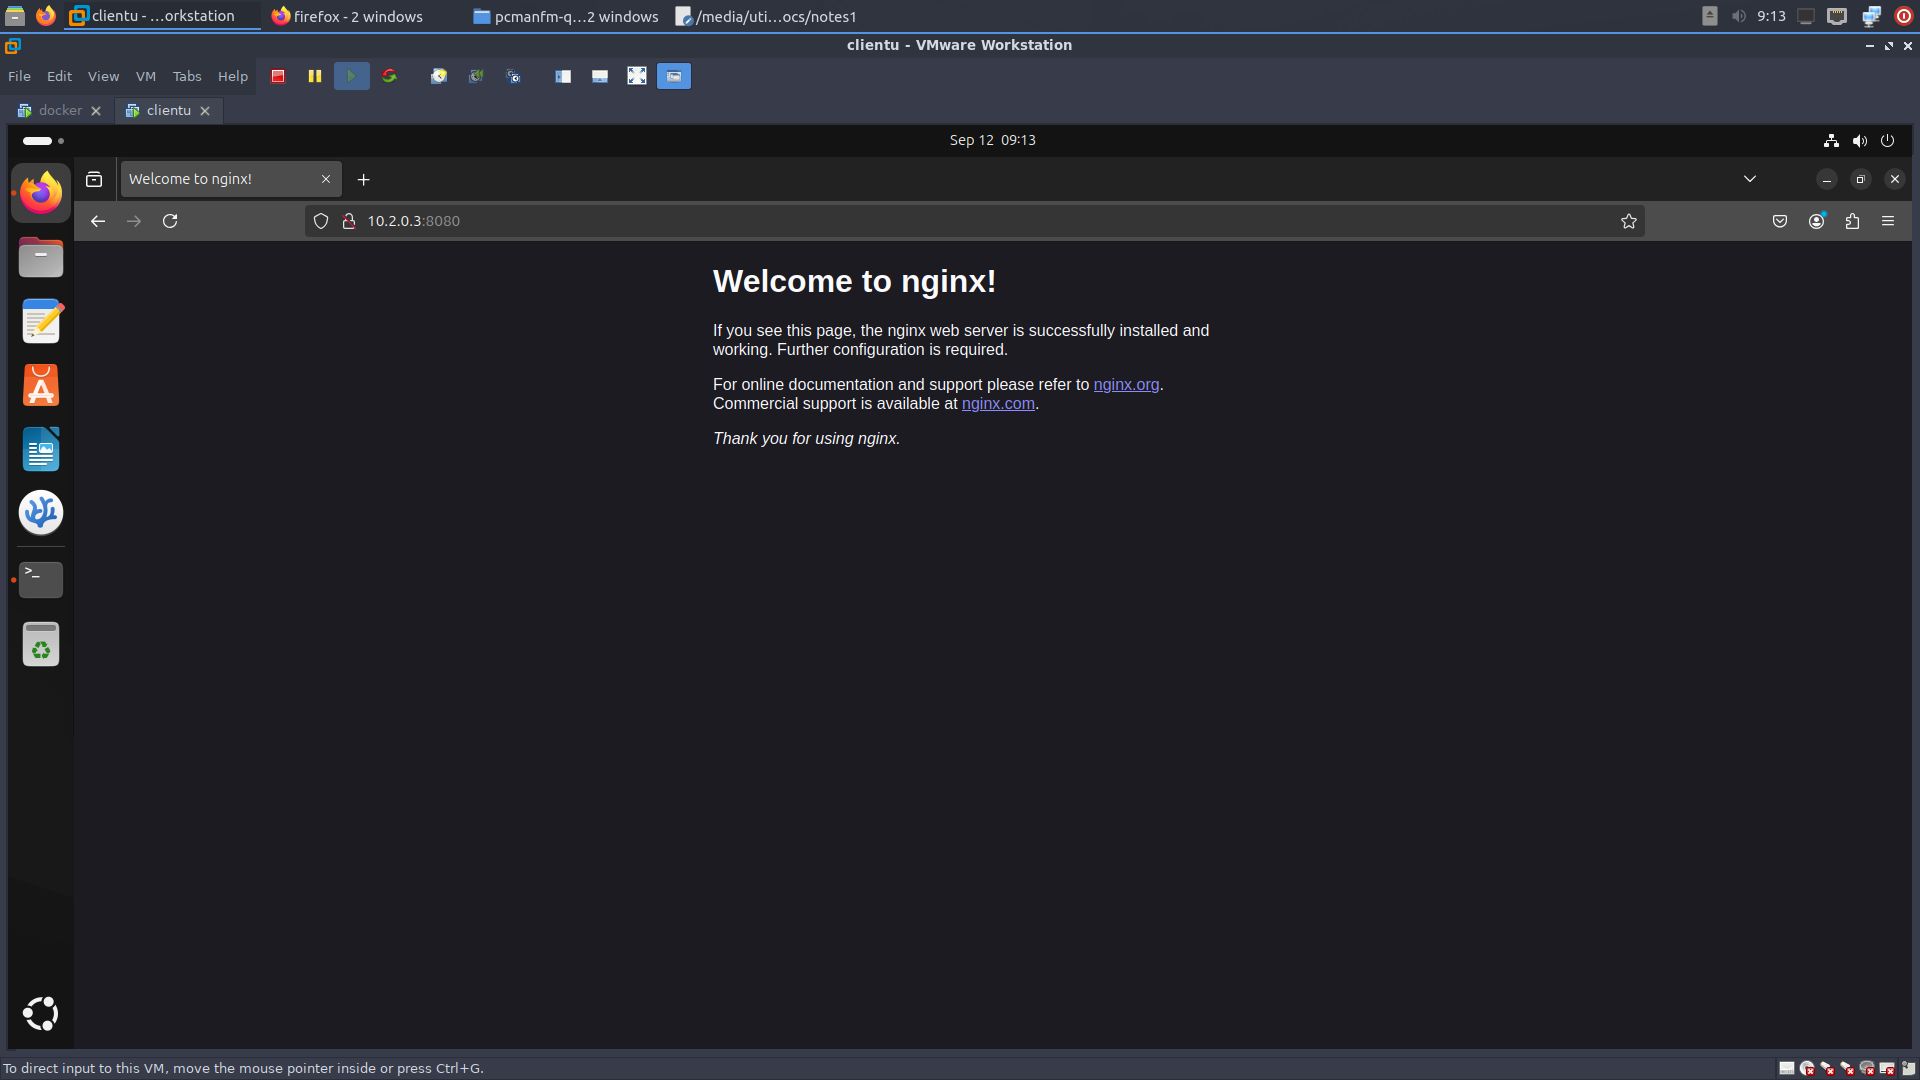 clientu - ...orkstation
firefox - 2 windows
pcmanfm-q...2 windows
/media/uti...ocs/notes1
9:13
clientu - VMware Workstation
File Edit View VM Tabs Help
docker
clientu
Sep 12 09:13
Welcome to nginx!
10.2.0.3:8080
Welcome to nginx!
If you see this page, the nginx web server is successfully installed and
working. Further configuration is required.
For online documentation and support please refer to nginx.org.
Commercial support is available at nginx.com.
Thank you for using nginx.
To direct input to this VM, move the mouse pointer inside or press Ctrl+G.